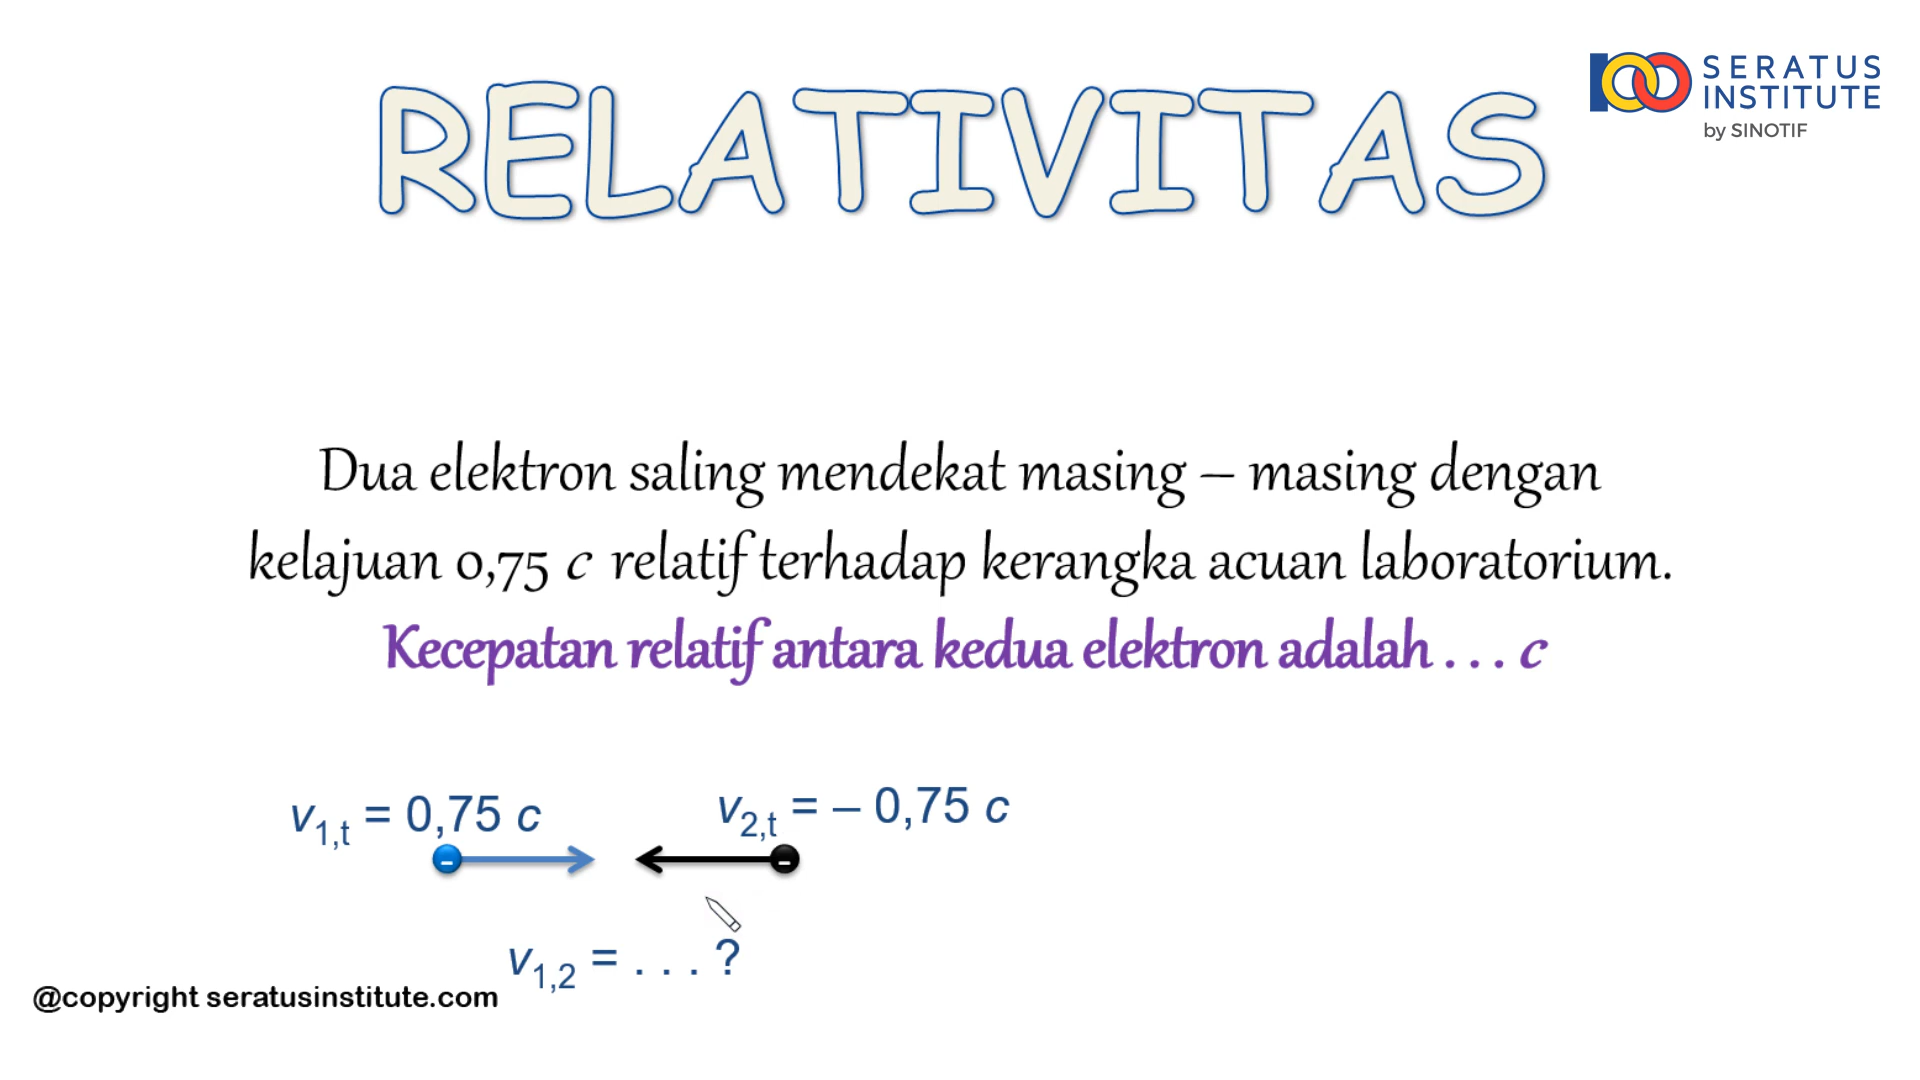 RELATIVITAS
SERATUS
INSTITUTE
by SINOTIF
Dua elektron saling mendekat masing – masing dengan
kelajuan 0,75 c relatif terhadap kerangka acuan laboratorium.
Kecepatan relatif antara kedua elektron adalah . . . c
v1,t = 0,75 c
v2,t = – 0,75 c
v1,2 = . . . ?
@copyright seratusinstitute.com